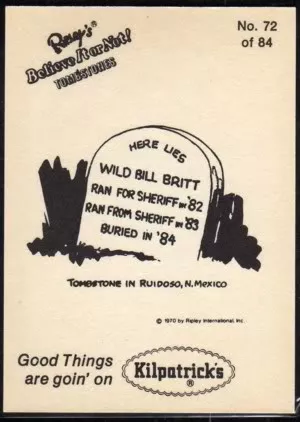 Ripley's
Believe It or Not!
TOMBSTONES
No. 72
of 84
HERE LIES
WILD BILL BRITT
RAN FOR SHERIFF IN '82
RAN FROM SHERIFF IN '83
BURIED IN '84
TOMBSTONE IN RUIDOSO, N. MEXICO
© 1970 by Ripley International, Inc.
Good Things
are goin' on
Kilpatrick's ®